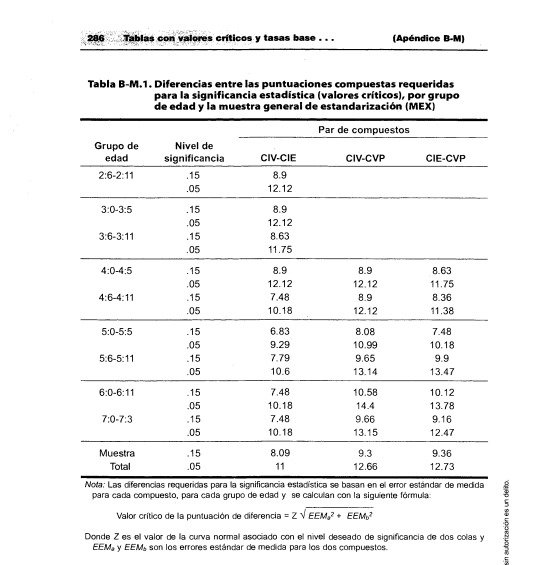 286 Tablas con valores críticos y tasas base . . . (Apéndice B-M)
Tabla B-M.1. Diferencias entre las puntuaciones compuestas requeridas
para la significancia estadística (valores críticos), por grupo
de edad y la muestra general de estandarización (MEX)
Par de compuestos
Grupo de Nivel de
edad significancia CIV-CIE CIV-CVP CIE-CVP
2:6-2:11 .15 8.9
.05 12.12
3:0-3:5 .15 8.9
.05 12.12
3:6-3:11 .15 8.63
.05 11.75
4:0-4:5 .15 8.9 8.9 8.63
.05 12.12 12.12 11.75
4:6-4:11 .15 7.48 8.9 8.36
.05 10.18 12.12 11.38
5:0-5:5 .15 6.83 8.08 7.48
.05 9.29 10.99 10.18
5:6-5:11 .15 7.79 9.65 9.9
.05 10.6 13.14 13.47
6:0-6:11 .15 7.48 10.58 10.12
.05 10.18 14.4 13.78
7:0-7:3 .15 7.48 9.66 9.16
.05 10.18 13.15 12.47
Muestra .15 8.09 9.3 9.36
Total .05 11 12.66 12.73
Nota: Las diferencias requeridas para la significancia estadística se basan en el error estándar de medida
para cada compuesto, para cada grupo de edad y se calculan con la siguiente fórmula:
Valor crítico de la puntuación de diferencia = Z √EEMa² + EEMb²
Donde Z es el valor de la curva normal asociado con el nivel deseado de significancia de dos colas y
EEMa y EEMb son los errores estándar de medida para los dos compuestos.
sin autorización es un delito.